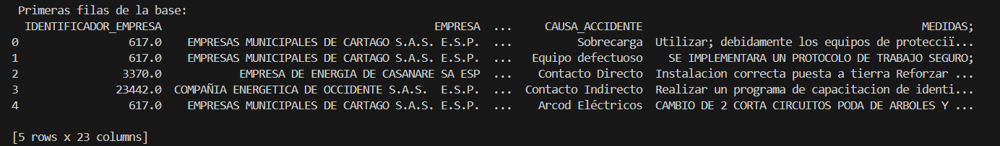 Primeras filas de la base:
IDENTIFICADOR_EMPRESA EMPRESA ... CAUSA_ACCIDENTE MEDIDAS;
0 617.0 EMPRESAS MUNICIPALES DE CARTAGO S.A.S. E.S.P. ... Sobrecarga Utilizar; debidamente los equipos de protecciï...
1 617.0 EMPRESAS MUNICIPALES DE CARTAGO S.A.S. E.S.P. ... Equipo defectuoso SE IMPLEMENTARA UN PROTOCOLO DE TRABAJO SEGURO;
2 3370.0 EMPRESA DE ENERGIA DE CASANARE SA ESP ... Contacto Directo Instalacion correcta puesta a tierra Reforzar ...
3 23442.0 COMPAÑIA ENERGETICA DE OCCIDENTE S.A.S. E.S.P. ... Contacto Indirecto Realizar un programa de capacitacion de identi...
4 617.0 EMPRESAS MUNICIPALES DE CARTAGO S.A.S. E.S.P. ... Arcod Eléctricos CAMBIO DE 2 CORTA CIRCUITOS PODA DE ARBOLES Y ...
[5 rows x 23 columns]